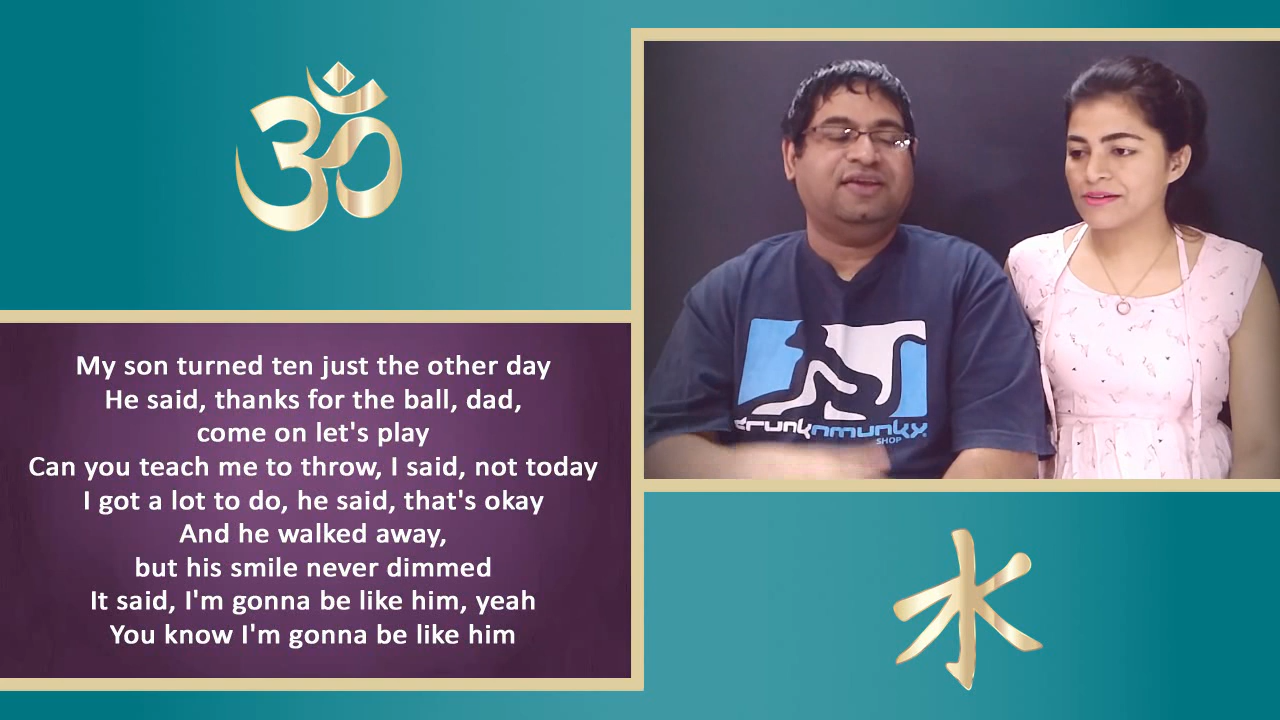 ॐ
My son turned ten just the other day
He said, thanks for the ball, dad,
come on let's play
Can you teach me to throw, I said, not today
I got a lot to do, he said, that's okay
And he walked away,
but his smile never dimmed
It said, I'm gonna be like him, yeah
You know I'm gonna be like him
drunknmunky
SHOP
水